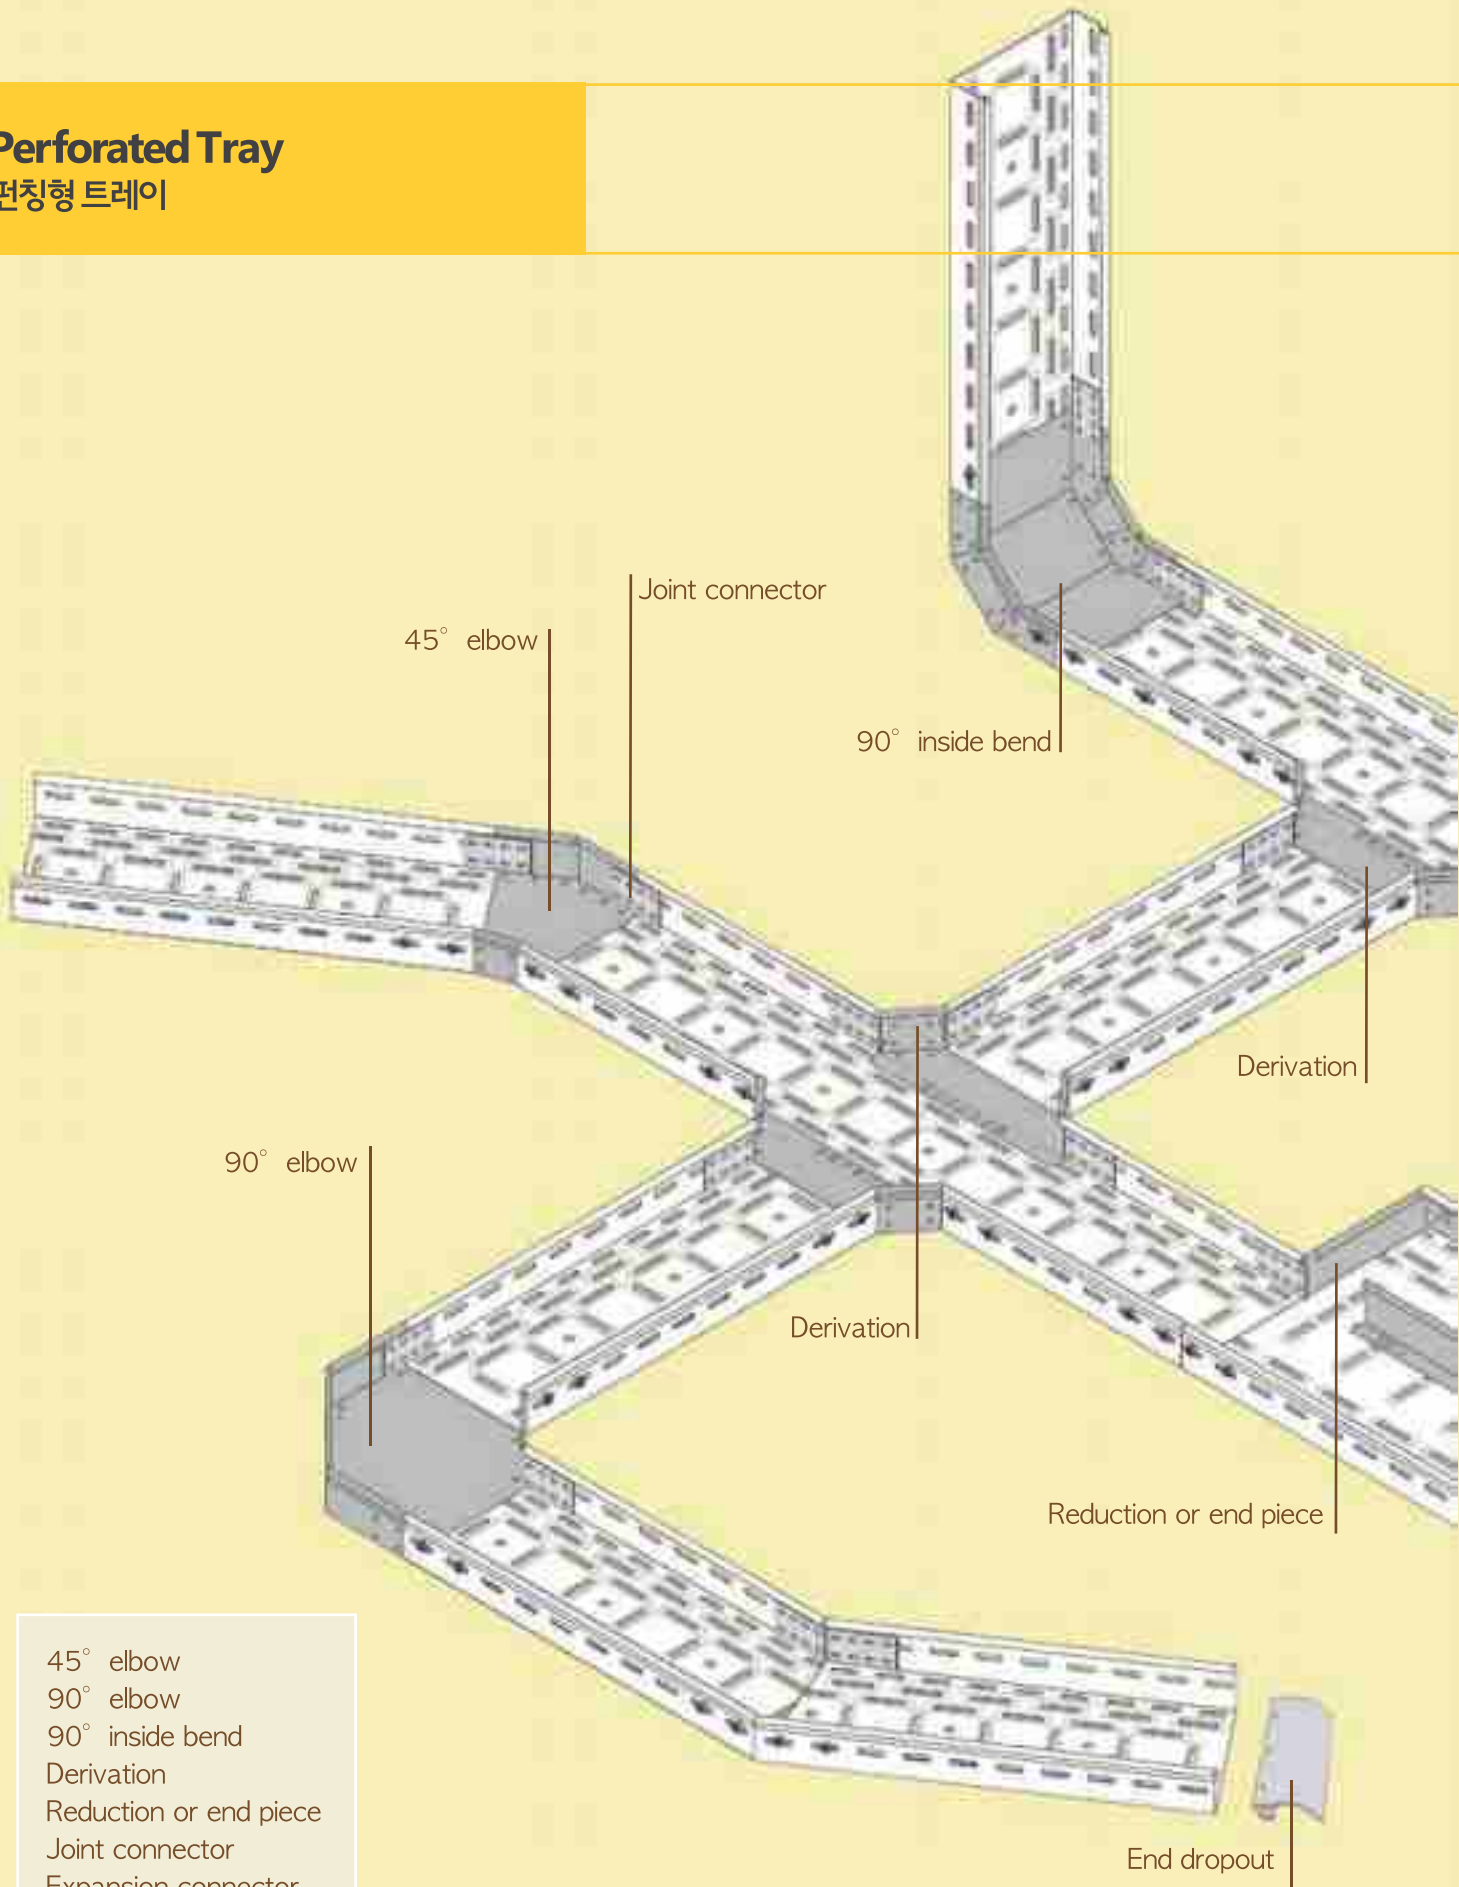 Perforated Tray
펀칭형 트레이
Joint connector
45° elbow
90° inside bend
Derivation
90° elbow
Derivation
Reduction or end piece
45° elbow
90° elbow
90° inside bend
Derivation
Reduction or end piece
Joint connector
Expansion connector
End dropout